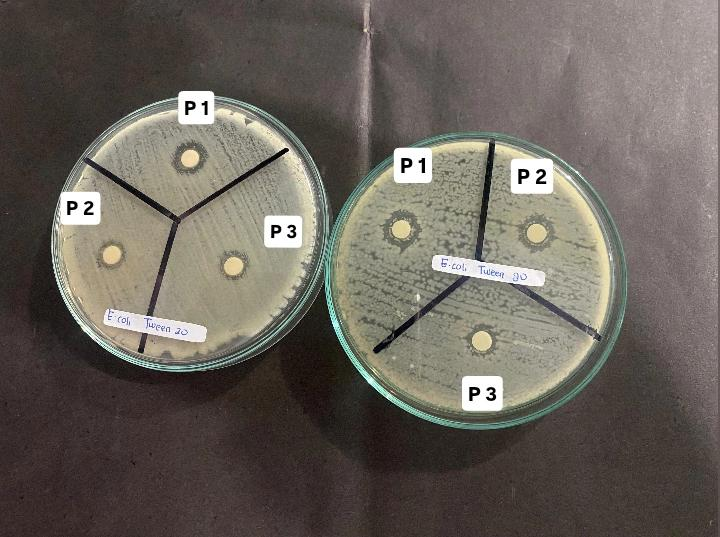 P 1
P 2
P 3
E.coli Tween 20
P 1
P 2
E.coli Tween 80
P 3